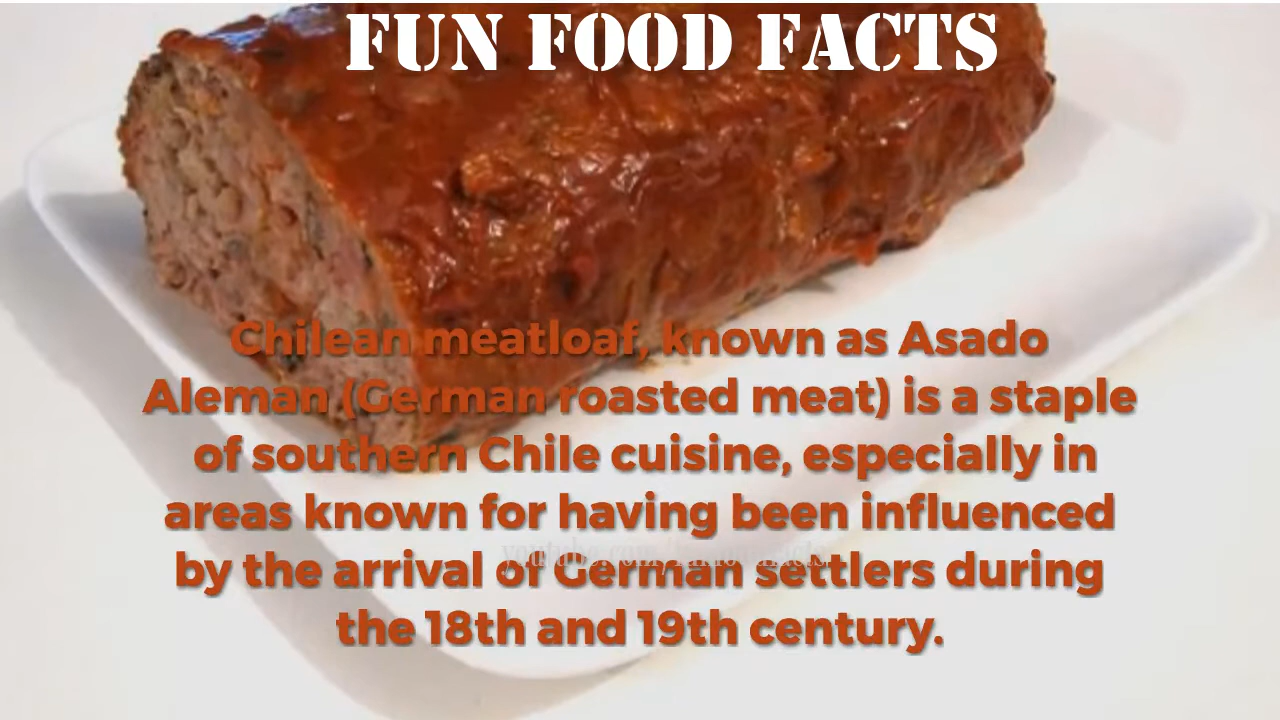 FUN FOOD FACTS
Chilean meatloaf, known as Asado
Aleman (German roasted meat) is a staple
of southern Chile cuisine, especially in
areas known for having been influenced
by the arrival of German settlers during
the 18th and 19th century.